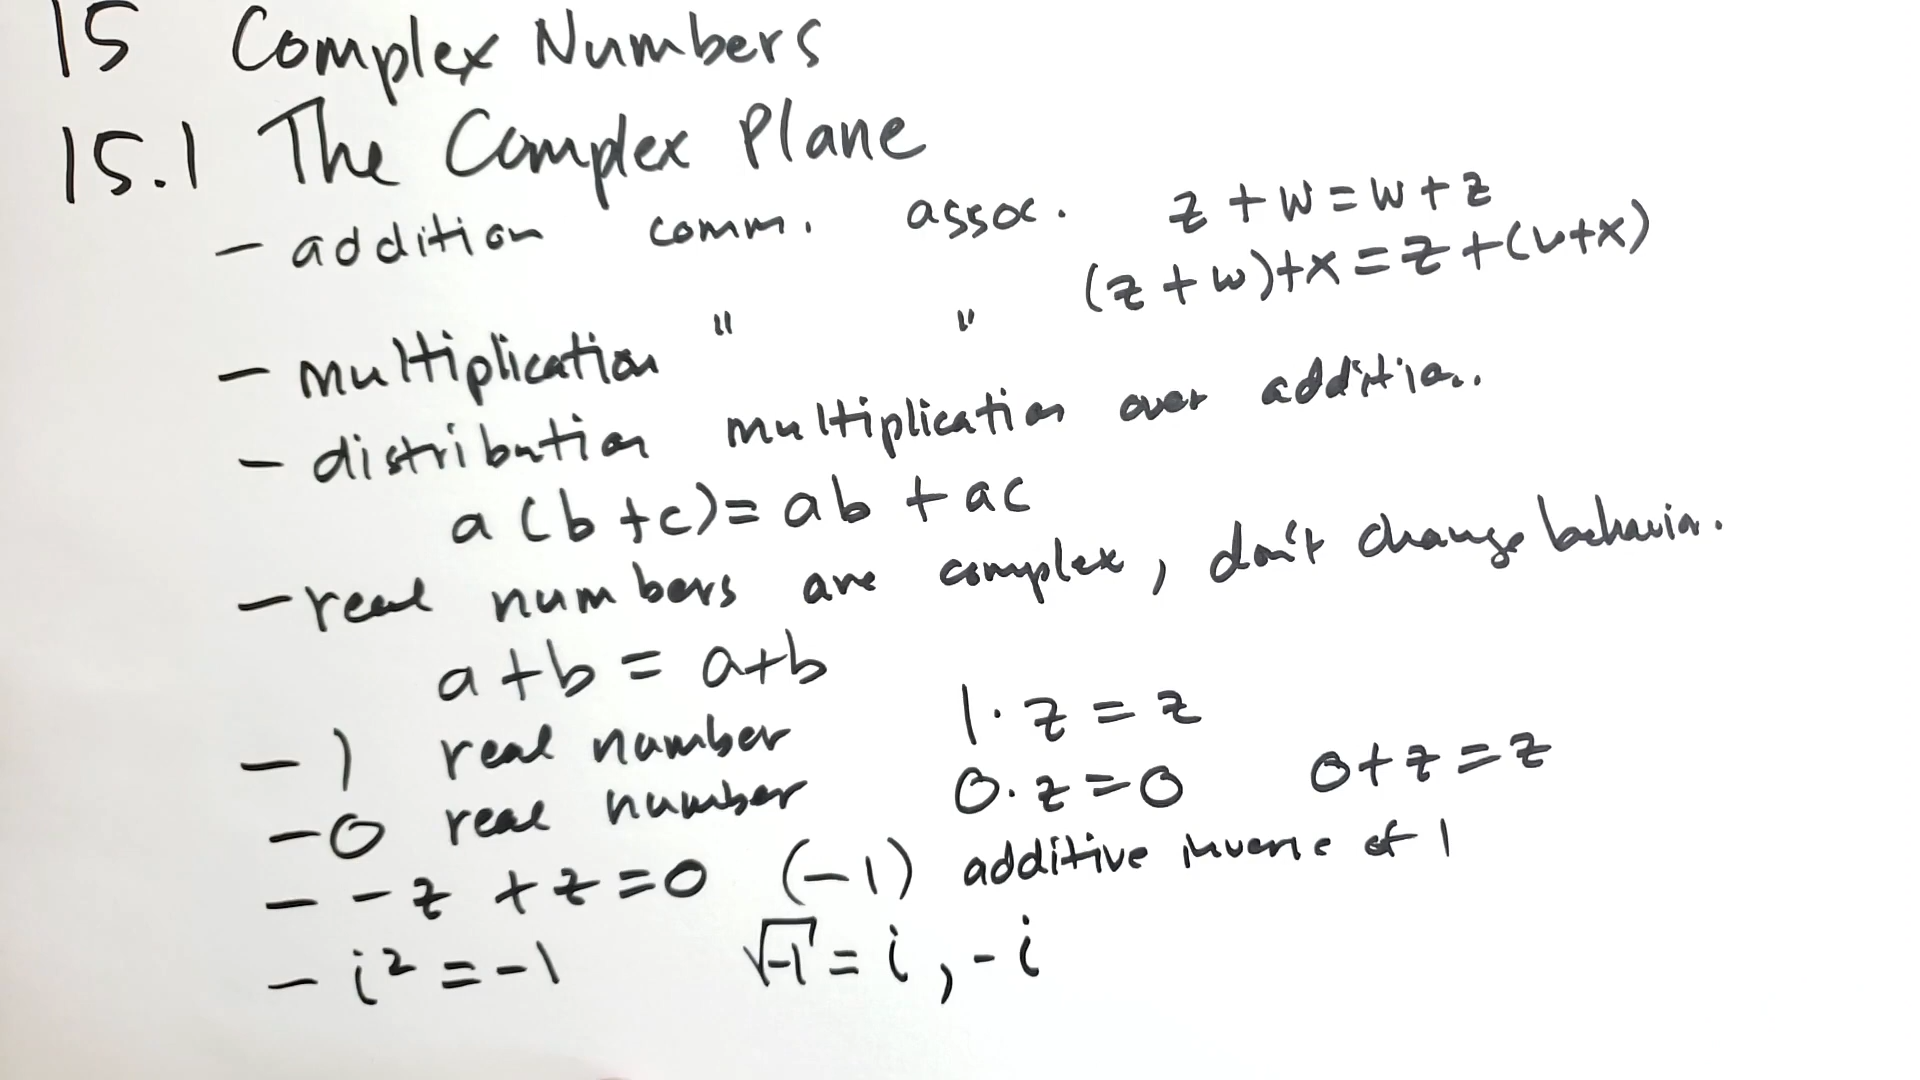 15 Complex Numbers
15.1 The Complex Plane
- addition comm. assoc. z + w = w + z
(z + w)+x = z +(w+x)
- multiplication " "
- distribution multiplication over addition.
a(b+c)= ab + ac
- real numbers are complex, don't change behavior.
a+b = a+b
- 1 real number 1·z = z
- 0 real number 0·z=0 0+z=z
- -z +z=0 (-1) additive inverse of 1
- i² = -1 √-1 = i, -i